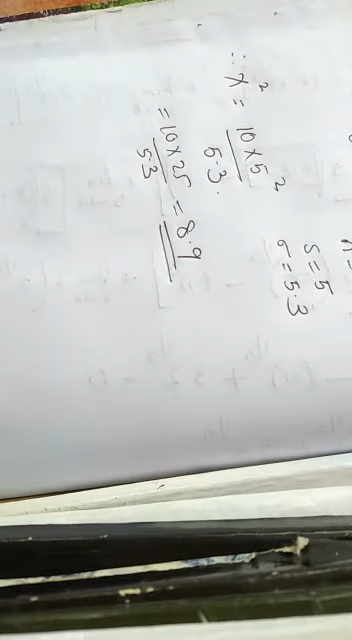 s = 5
σ = 5.3
∴ χ² = 10 × 5² / 5.3.
= 10 × 25 / 5.3 = 8.9